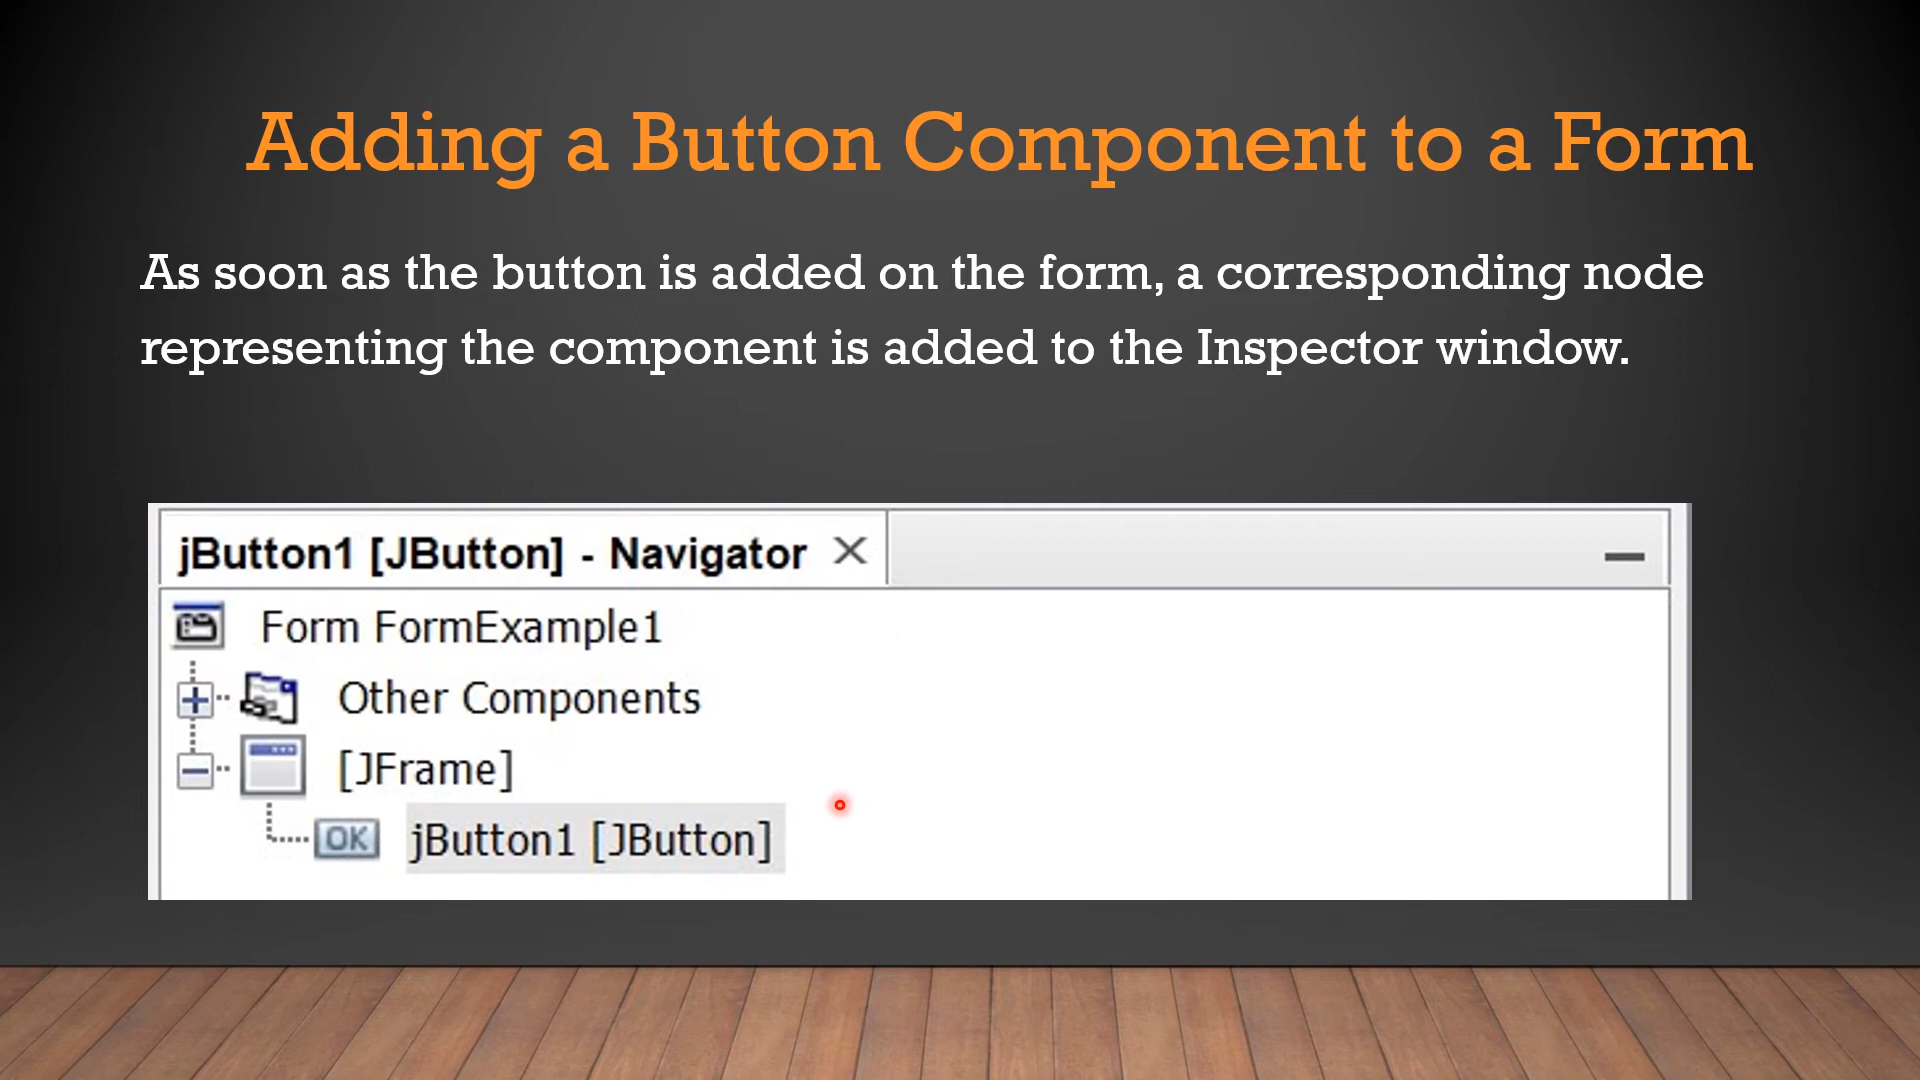 Adding a Button Component to a Form
As soon as the button is added on the form, a corresponding node
representing the component is added to the Inspector window.
jButton1 [JButton] - Navigator
Form FormExample1
Other Components
[JFrame]
OK jButton1 [JButton]